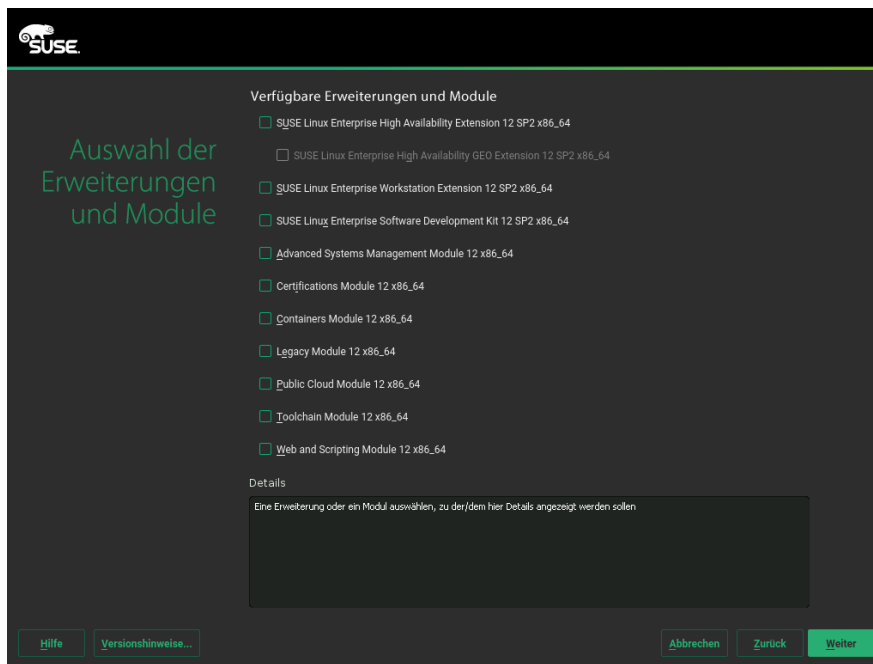 SUSE.
Auswahl der
Erweiterungen
und Module
Verfügbare Erweiterungen und Module
SUSE Linux Enterprise High Availability Extension 12 SP2 x86_64
SUSE Linux Enterprise High Availability GEO Extension 12 SP2 x86_64
SUSE Linux Enterprise Workstation Extension 12 SP2 x86_64
SUSE Linux Enterprise Software Development Kit 12 SP2 x86_64
Advanced Systems Management Module 12 x86_64
Certifications Module 12 x86_64
Containers Module 12 x86_64
Legacy Module 12 x86_64
Public Cloud Module 12 x86_64
Toolchain Module 12 x86_64
Web and Scripting Module 12 x86_64
Details
Eine Erweiterung oder ein Modul auswählen, zu der/dem hier Details angezeigt werden sollen
Hilfe
Versionshinweise...
Abbrechen
Zurück
Weiter